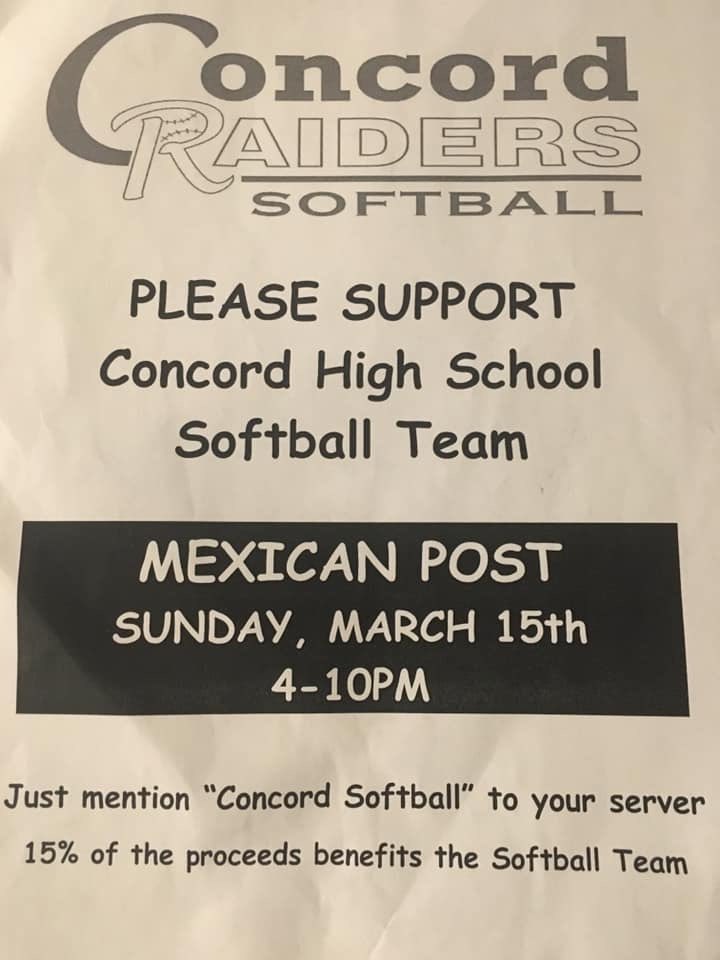 Concord
RAIDERS
SOFTBALL
PLEASE SUPPORT
Concord High School
Softball Team
MEXICAN POST
SUNDAY, MARCH 15th
4-10PM
Just mention "Concord Softball" to your server
15% of the proceeds benefits the Softball Team